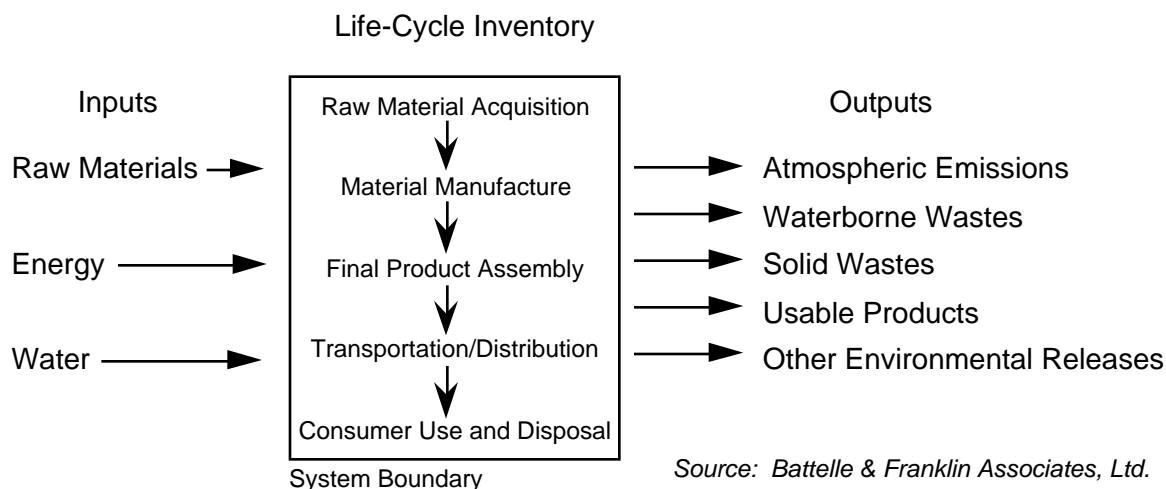 Life-Cycle Inventory
Inputs
Raw Materials
Energy
Water
Raw Material Acquisition
Material Manufacture
Final Product Assembly
Transportation/Distribution
Consumer Use and Disposal
System Boundary
Outputs
Atmospheric Emissions
Waterborne Wastes
Solid Wastes
Usable Products
Other Environmental Releases
Source: Battelle & Franklin Associates, Ltd.